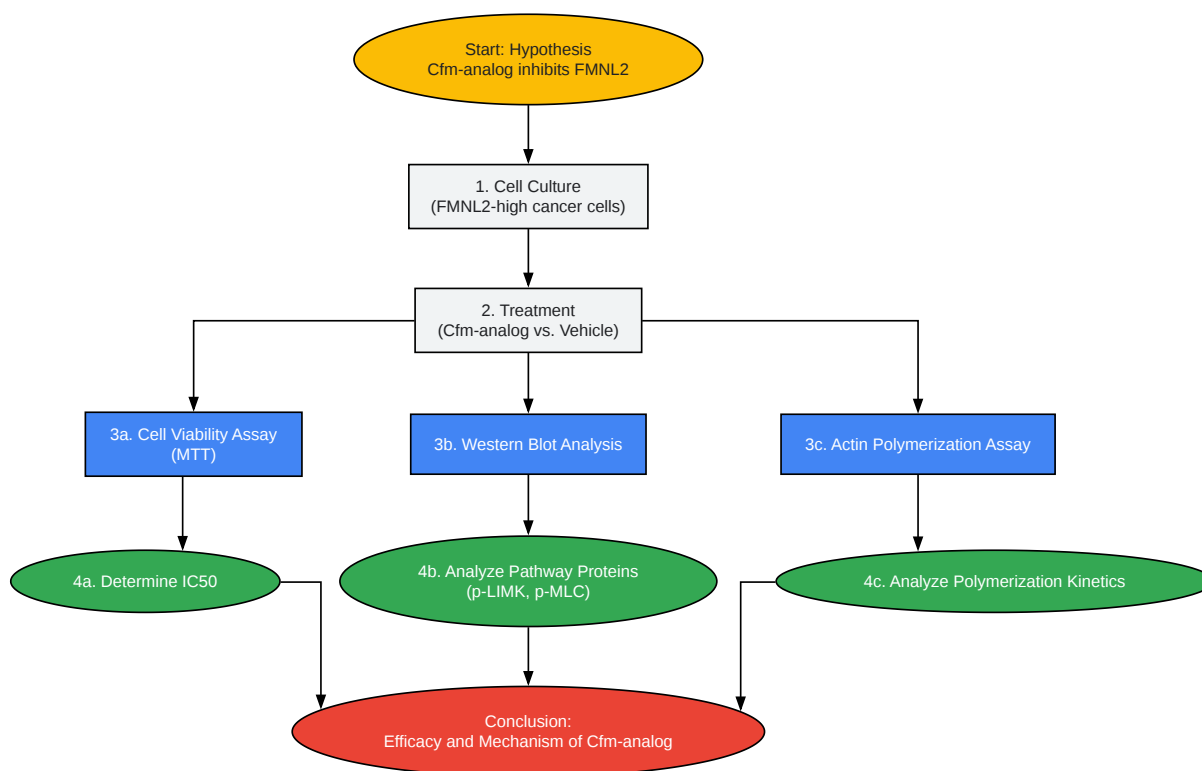 Start: Hypothesis
Cfm-analog inhibits FMNL2
1. Cell Culture
(FMNL2-high cancer cells)
2. Treatment
(Cfm-analog vs. Vehicle)
3a. Cell Viability Assay
(MTT)
3b. Western Blot Analysis
3c. Actin Polymerization Assay
4a. Determine IC50
4b. Analyze Pathway Proteins
(p-LIMK, p-MLC)
4c. Analyze Polymerization Kinetics
Conclusion:
Efficacy and Mechanism of Cfm-analog